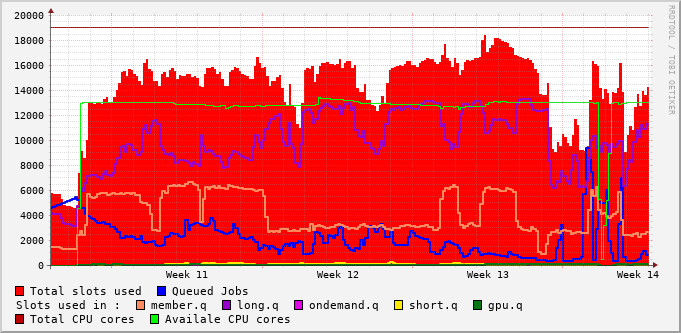 20000
18000
16000
14000
12000
10000
8000
6000
4000
2000
0
Week 11 Week 12 Week 13 Week 14
Total slots used Queued Jobs
Slots used in : member.q long.q ondemand.q short.q gpu.q
Total CPU cores Availale CPU cores
RRDTOOL / TOBI OETIKER